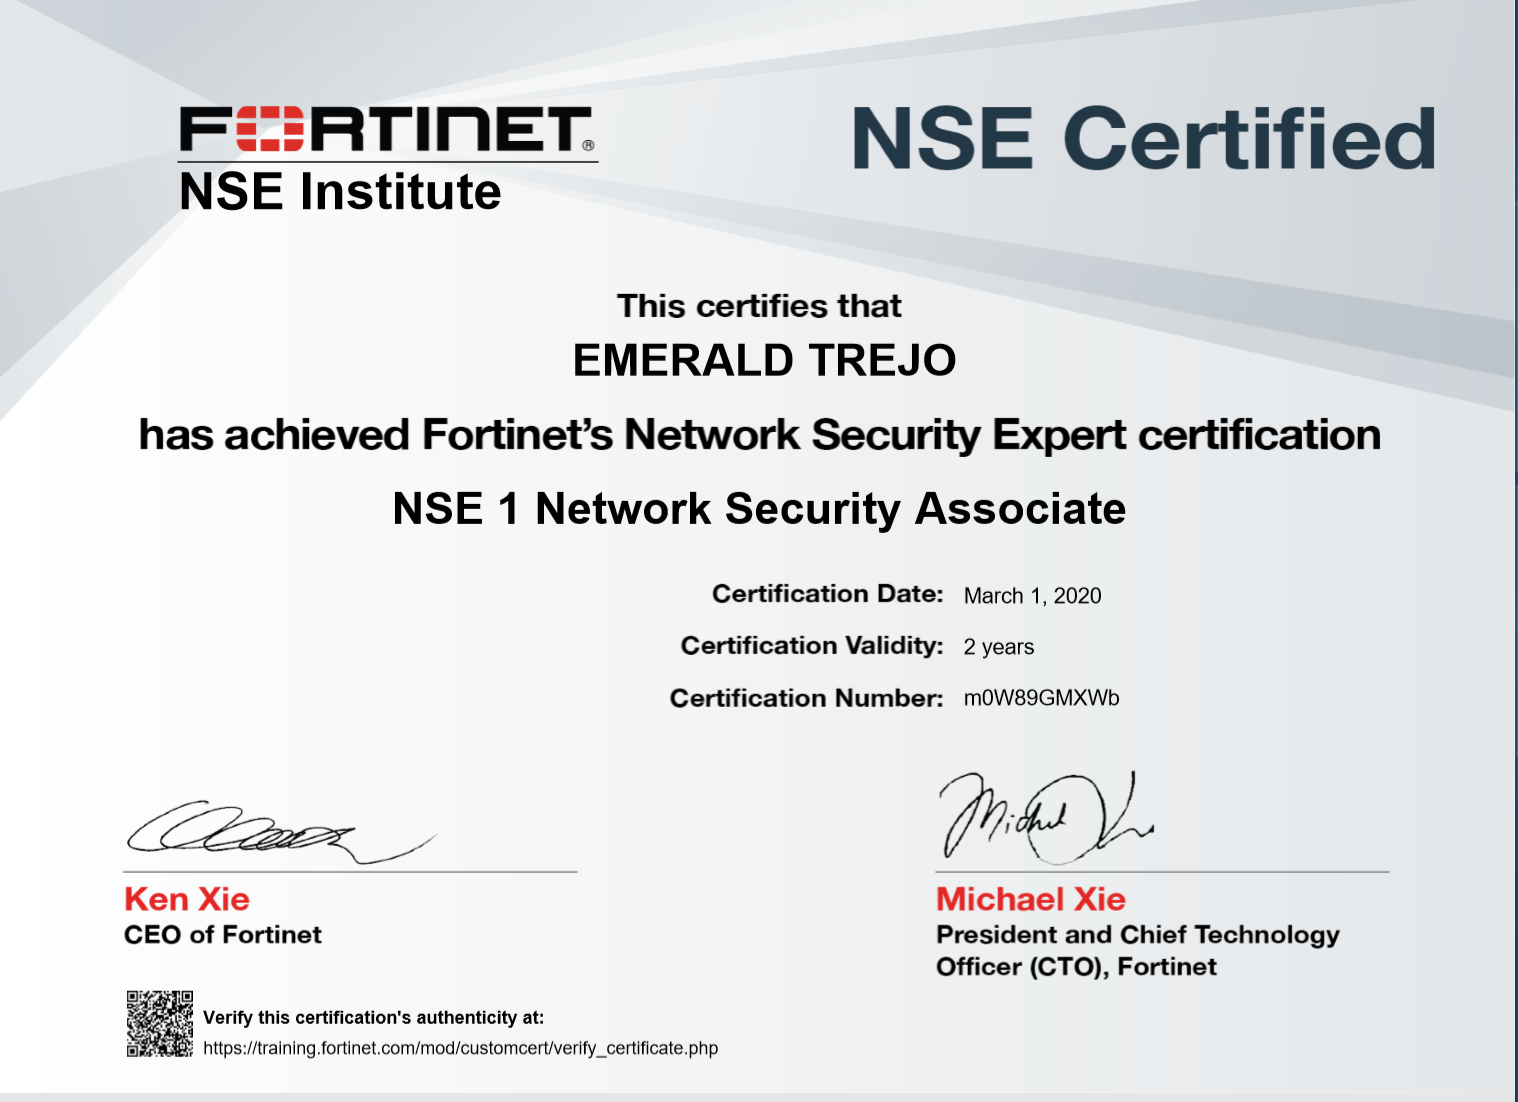 FORTINET®
NSE Institute
NSE Certified
This certifies that
EMERALD TREJO
has achieved Fortinet's Network Security Expert certification
NSE 1 Network Security Associate
Certification Date: March 1, 2020
Certification Validity: 2 years
Certification Number: m0W89GMXWb
Ken Xie
CEO of Fortinet
Michael Xie
President and Chief Technology
Officer (CTO), Fortinet
Verify this certification's authenticity at:
https://training.fortinet.com/mod/customcert/verify_certificate.php